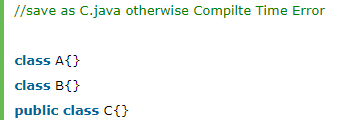 //save as C.java otherwise Compilte Time Error
class A{}
class B{}
public class C{}